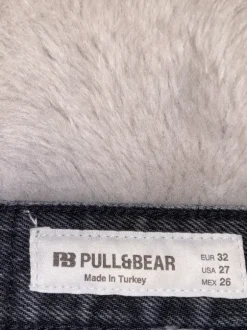 PB PULL&BEAR
Made In Turkey
EUR 32
USA 27
MEX 26